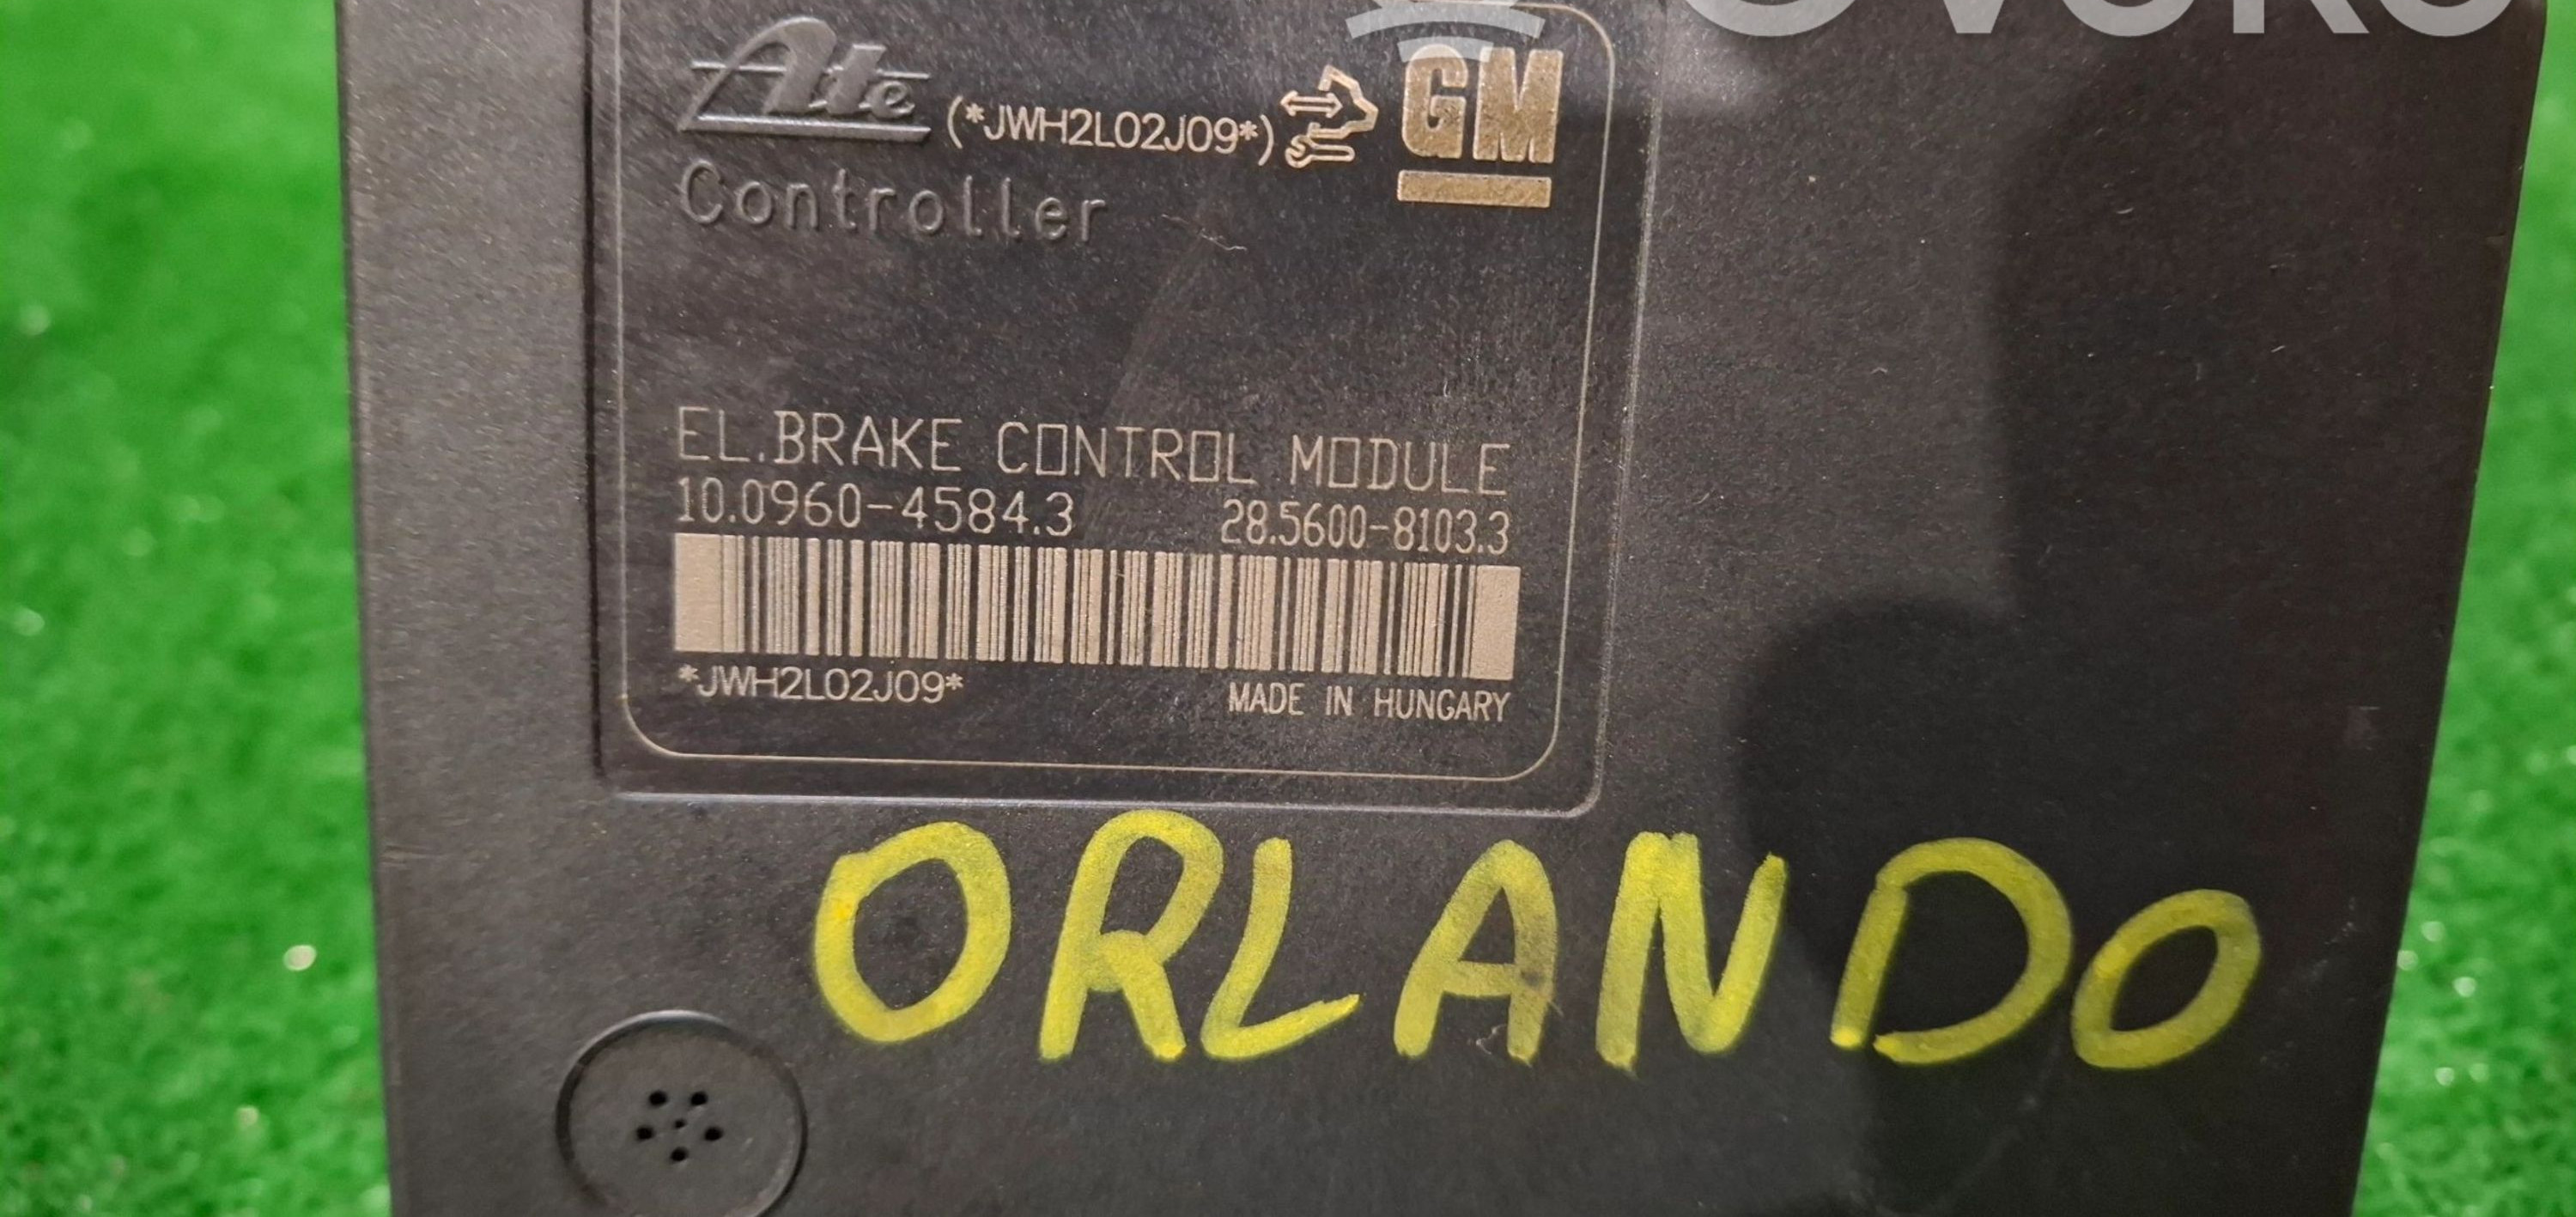 Ate (*JWH2L02J09*) GM
Controller
EL.BRAKE CONTROL MODULE
10.0960-4584.3 28.5600-8103.3
*JWH2L02J09*
MADE IN HUNGARY
ORLANDO